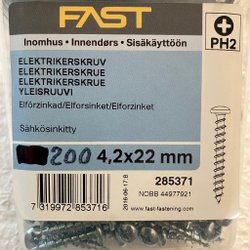 FAST
Inomhus • Innendørs • Sisäkäyttöön
PH2
ELEKTRIKERSKRUV
ELEKTRIKERSKRUE
ELEKTRIKERSKRUE
YLEISRUUVI
Elförzinkad/Elforsinket/Elforzinket
Sähkösinkitty
200 4,2x22 mm
285371
NOBB 44977921
2016-06-17 B
7 319972 853716
www.fast-fastening.com